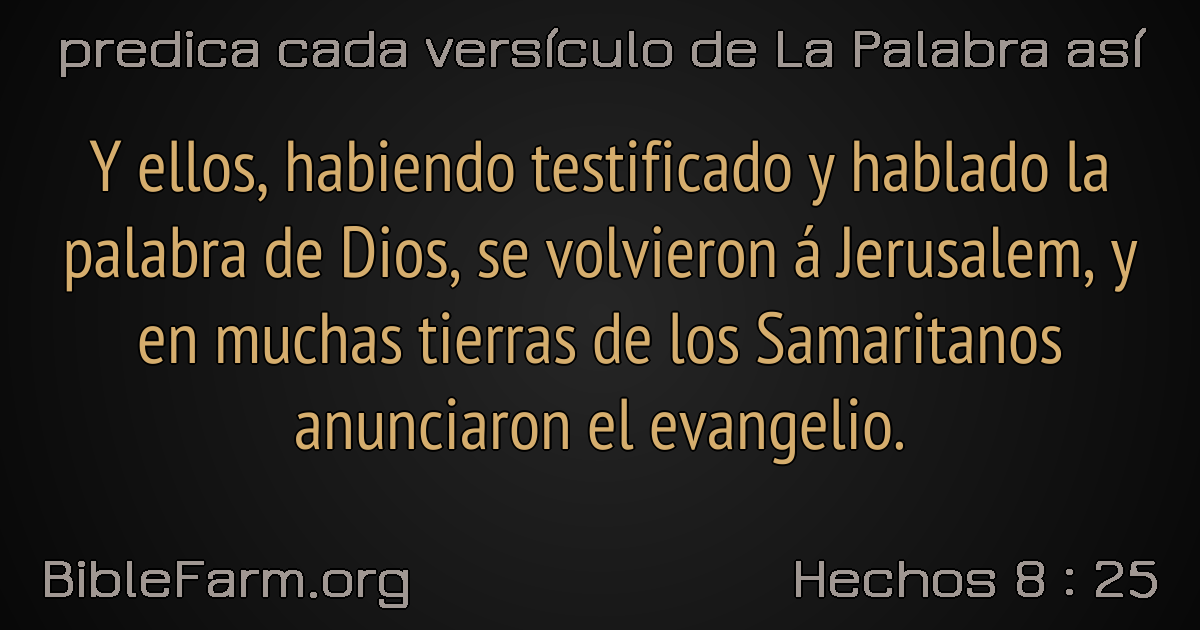 predica cada versículo de La Palabra así
Y ellos, habiendo testificado y hablado la
palabra de Dios, se volvieron á Jerusalem, y
en muchas tierras de los Samaritanos
anunciaron el evangelio.
BibleFarm.org
Hechos 8 : 25